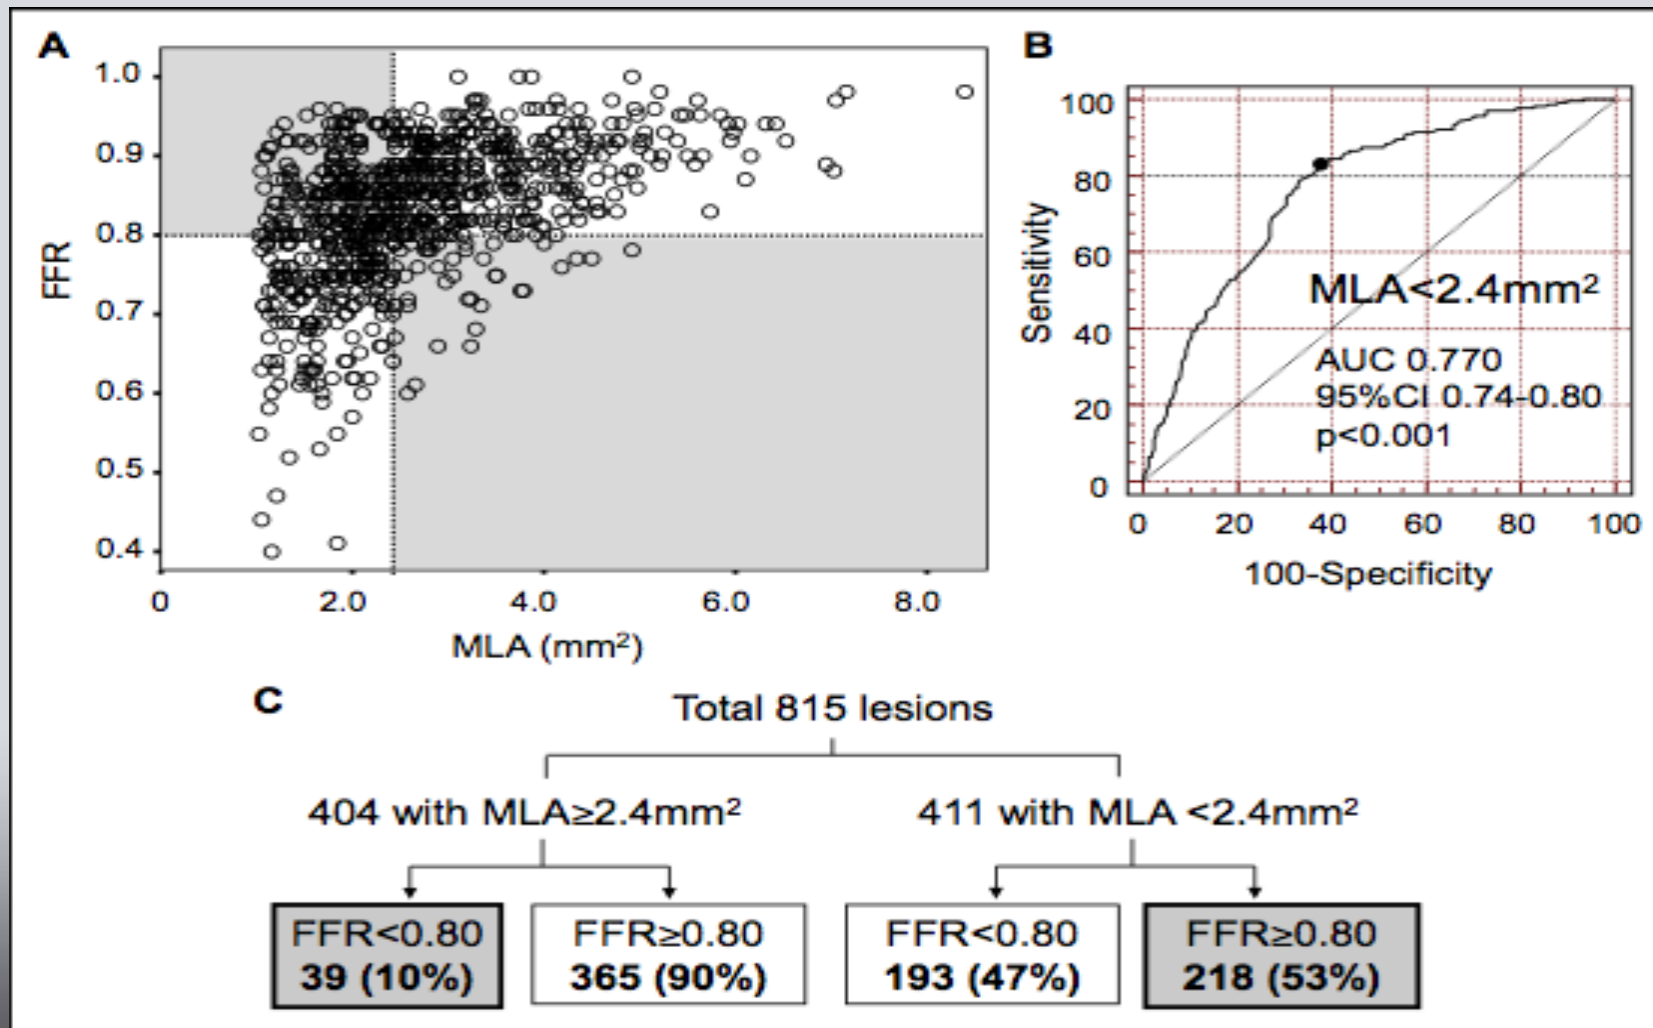 A
1.0
0.9
0.8
0.7
0.6
0.5
0.4
FFR
0 2.0 4.0 6.0 8.0
MLA (mm²)
B
100
80
60
40
20
0
Sensitivity
MLA<2.4mm²
AUC 0.770
95%CI 0.74-0.80
p<0.001
0 20 40 60 80 100
100-Specificity
C
Total 815 lesions
404 with MLA≥2.4mm² 411 with MLA <2.4mm²
FFR<0.80 FFR≥0.80 FFR<0.80 FFR≥0.80
39 (10%) 365 (90%) 193 (47%) 218 (53%)